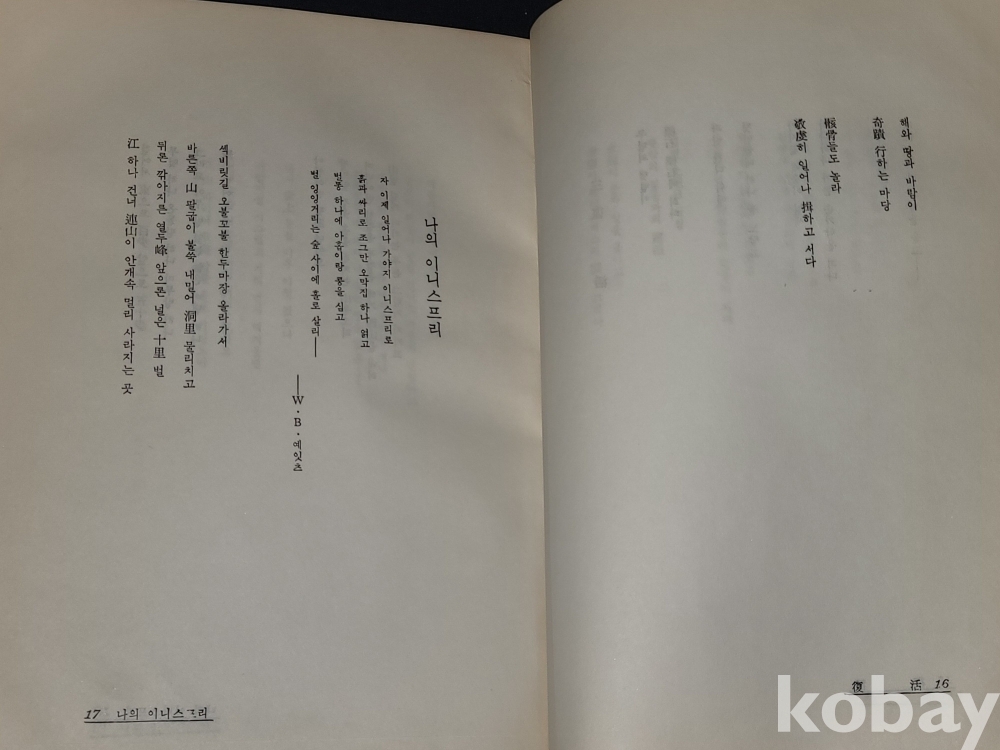 해와 땅과 바람이
奇蹟 行하는 마당
骸骨들도 놀라
敬虔히 일어나 揖하고 서다
復活 16
나의 이니스프리
자 이제 일어나 가야지 이니스프리로
흙과 싸리로 조그만 오막집 하나 얽고
벌통 하나에 아홉이랑 콩을 심고
벌 잉잉거리는 숲 사이에 홀로 살리——
——W·B·예잇츠
섹비릿길 오불꼬불 한두마장 올라가서
바른쪽 山 팔굽이 불쑥 내밀어 洞里 물리치고
뒤론 깎아지른 열두峰 앞으론 널은 十里 벌
江 하나 건너 連山이 안개속 멀리 사라지는 곳
17 나의 이니스프리
kobay